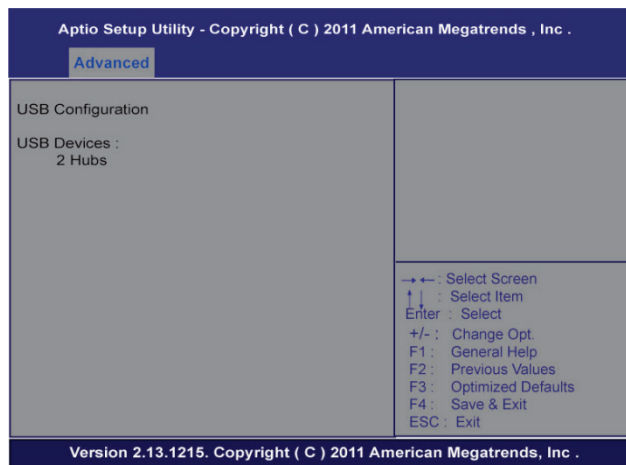 Aptio Setup Utility - Copyright ( C ) 2011 American Megatrends , Inc .
Advanced
USB Configuration
USB Devices :
2 Hubs
→ ← : Select Screen
↑↓ : Select Item
Enter : Select
+/- : Change Opt.
F1 : General Help
F2 : Previous Values
F3 : Optimized Defaults
F4 : Save & Exit
ESC : Exit
Version 2.13.1215. Copyright ( C ) 2011 American Megatrends, Inc .